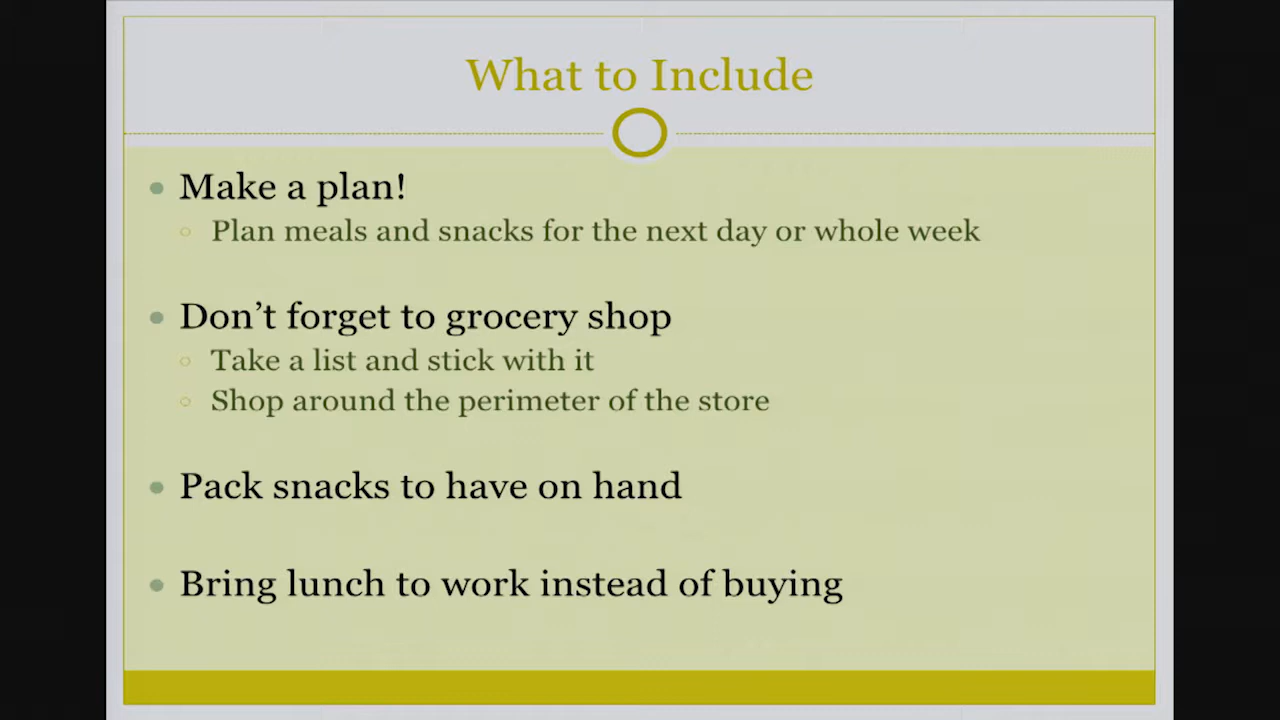 What to Include
Make a plan!
Plan meals and snacks for the next day or whole week
Don’t forget to grocery shop
Take a list and stick with it
Shop around the perimeter of the store
Pack snacks to have on hand
Bring lunch to work instead of buying